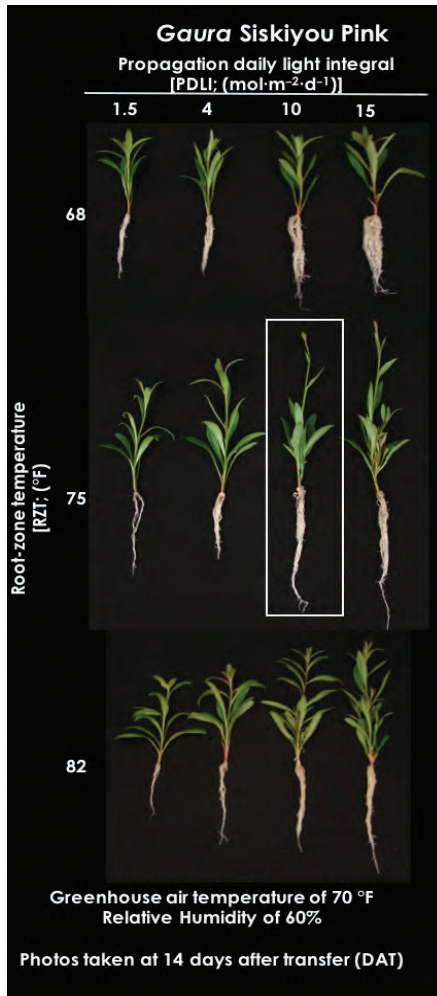 Gaura Siskiyou Pink
Propagation daily light integral
[PDLI; (mol·m⁻²·d⁻¹)]
1.5 4 10 15
68
Root-zone temperature
[RZT; (°F)
75
82
Greenhouse air temperature of 70 °F
Relative Humidity of 60%
Photos taken at 14 days after transfer (DAT)